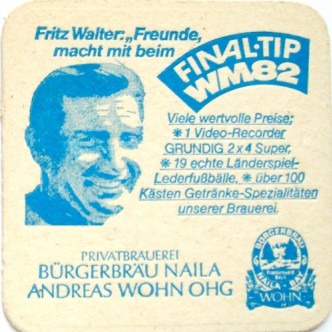 Fritz Walter: „Freunde,
macht mit beim
FINAL-TIP
WM82
Viele wertvolle Preise:
✳ 1 Video-Recorder
GRUNDIG 2x4 Super,
✳ 19 echte Länderspiel-
Lederfußbälle, ✳ über 100
Kästen Getränke-Spezialitäten
unserer Brauerei.
PRIVATBRAUEREI
BÜRGERBRÄU NAILA
ANDREAS WOHN OHG
BÜRGERBRÄU
NAILA
WOHN